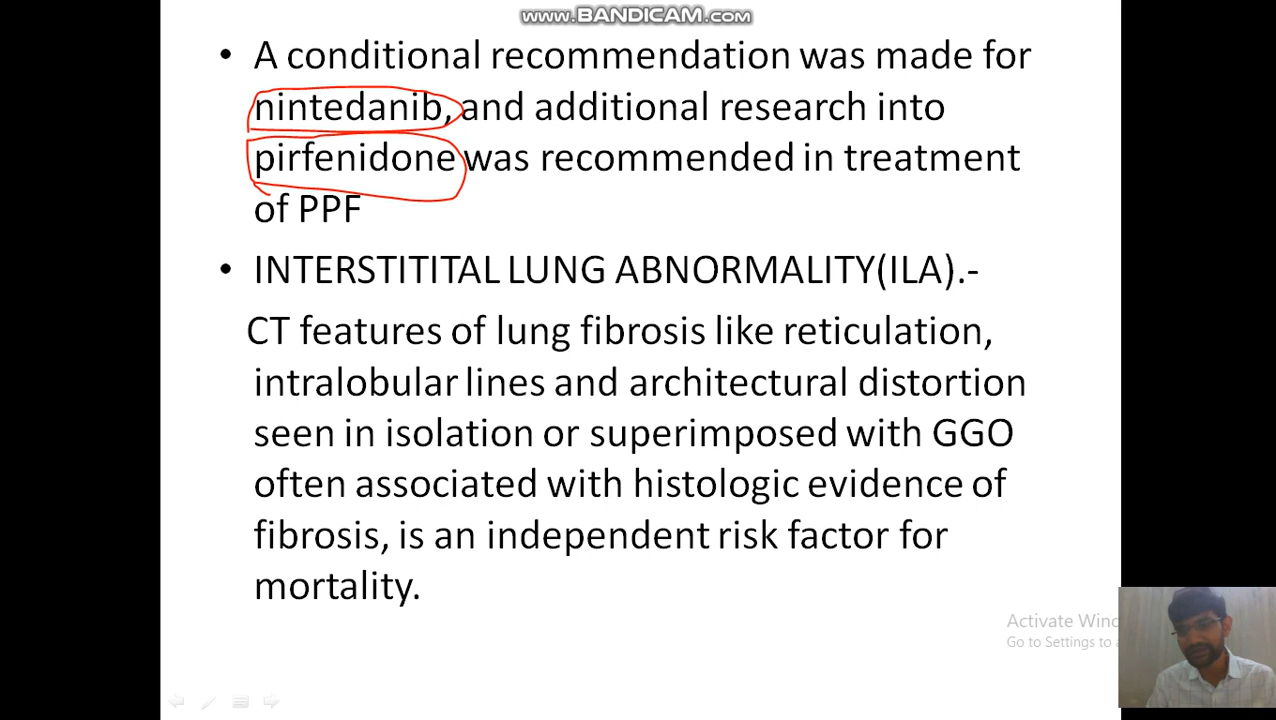 www.BANDICAM.com
• A conditional recommendation was made for
nintedanib, and additional research into
pirfenidone was recommended in treatment
of PPF
• INTERSTITITAL LUNG ABNORMALITY(ILA).-
CT features of lung fibrosis like reticulation,
intralobular lines and architectural distortion
seen in isolation or superimposed with GGO
often associated with histologic evidence of
fibrosis, is an independent risk factor for
mortality.
Activate Win
Go to Settings to